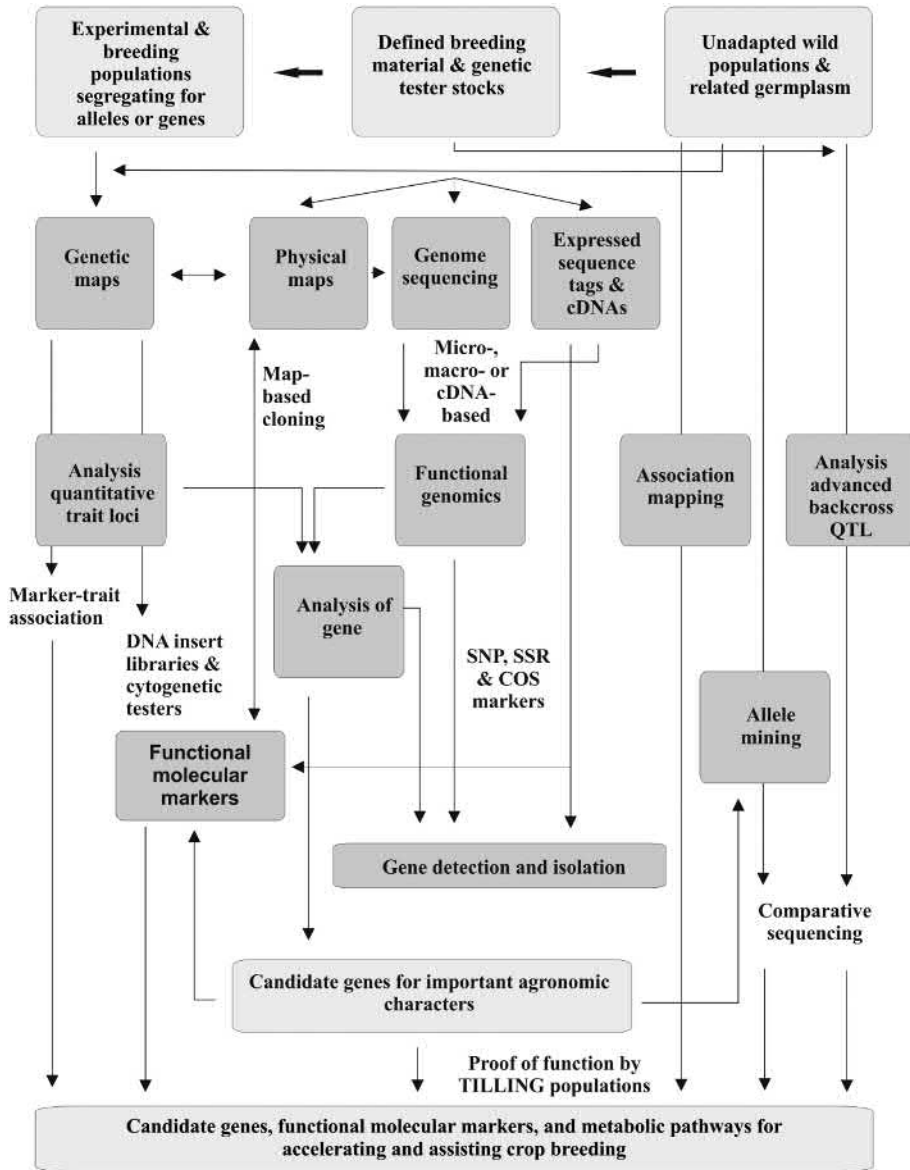 Experimental &
breeding
populations
segregating for
alleles or genes
Defined breeding
material & genetic
tester stocks
Unadapted wild
populations &
related germplasm
Genetic
maps
Physical
maps
Genome
sequencing
Expressed
sequence
tags &
cDNAs
Map-
based
cloning
Micro-,
macro- or
cDNA-
based
Analysis
quantitative
trait loci
Functional
genomics
Association
mapping
Analysis
advanced
backcross
QTL
Marker-trait
association
Analysis of
gene
DNA insert
libraries &
cytogenetic
testers
SNP, SSR
& COS
markers
Allele
mining
Functional
molecular
markers
Gene detection and isolation
Comparative
sequencing
Candidate genes for important agronomic
characters
Proof of function by
TILLING populations
Candidate genes, functional molecular markers, and metabolic pathways for
accelerating and assisting crop breeding